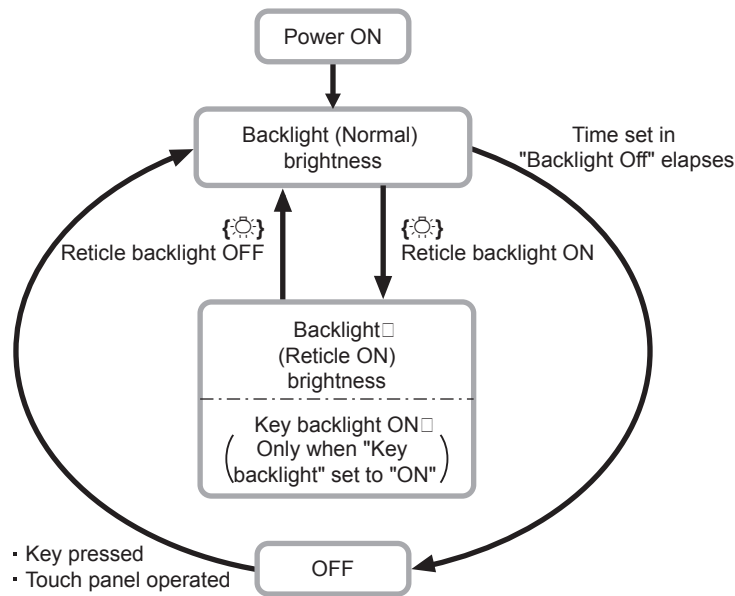 Power ON
Backlight (Normal)
brightness
Time set in
"Backlight Off" elapses
{ }
Reticle backlight OFF
{ }
Reticle backlight ON
Backlight□
(Reticle ON)
brightness
Key backlight ON□
(Only when "Key
backlight" set to "ON")
・Key pressed
・Touch panel operated
OFF